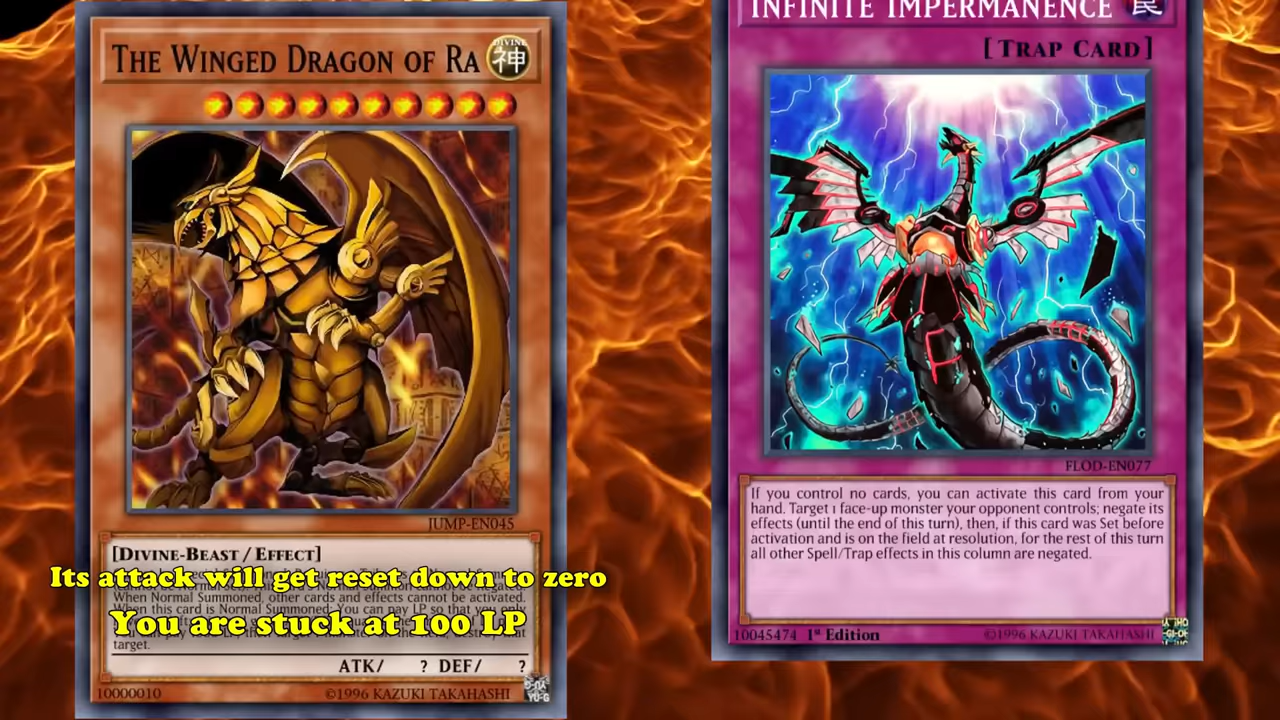 THE WINGED DRAGON OF RA
DIVINE
神
JUMP-EN045
[DIVINE-BEAST / EFFECT]
Its attack will get reset down to zero
When Normal Summoned, other cards and effects cannot be activated.
When this card is Normal Summoned: You can pay LP so that you only
You are stuck at 100 LP
target.
ATK/ ? DEF/ ?
10000010
©1996 KAZUKI TAKAHASHI
INFINITE IMPERMANENCE
罠
[TRAP CARD]
FLOD-EN077
If you control no cards, you can activate this card from your
hand. Target 1 face-up monster your opponent controls; negate its
effects (until the end of this turn), then, if this card was Set before
activation and is on the field at resolution, for the rest of this turn
all other Spell/Trap effects in this column are negated.
10045474 1st Edition
©1996 KAZUKI TAKAHASHI